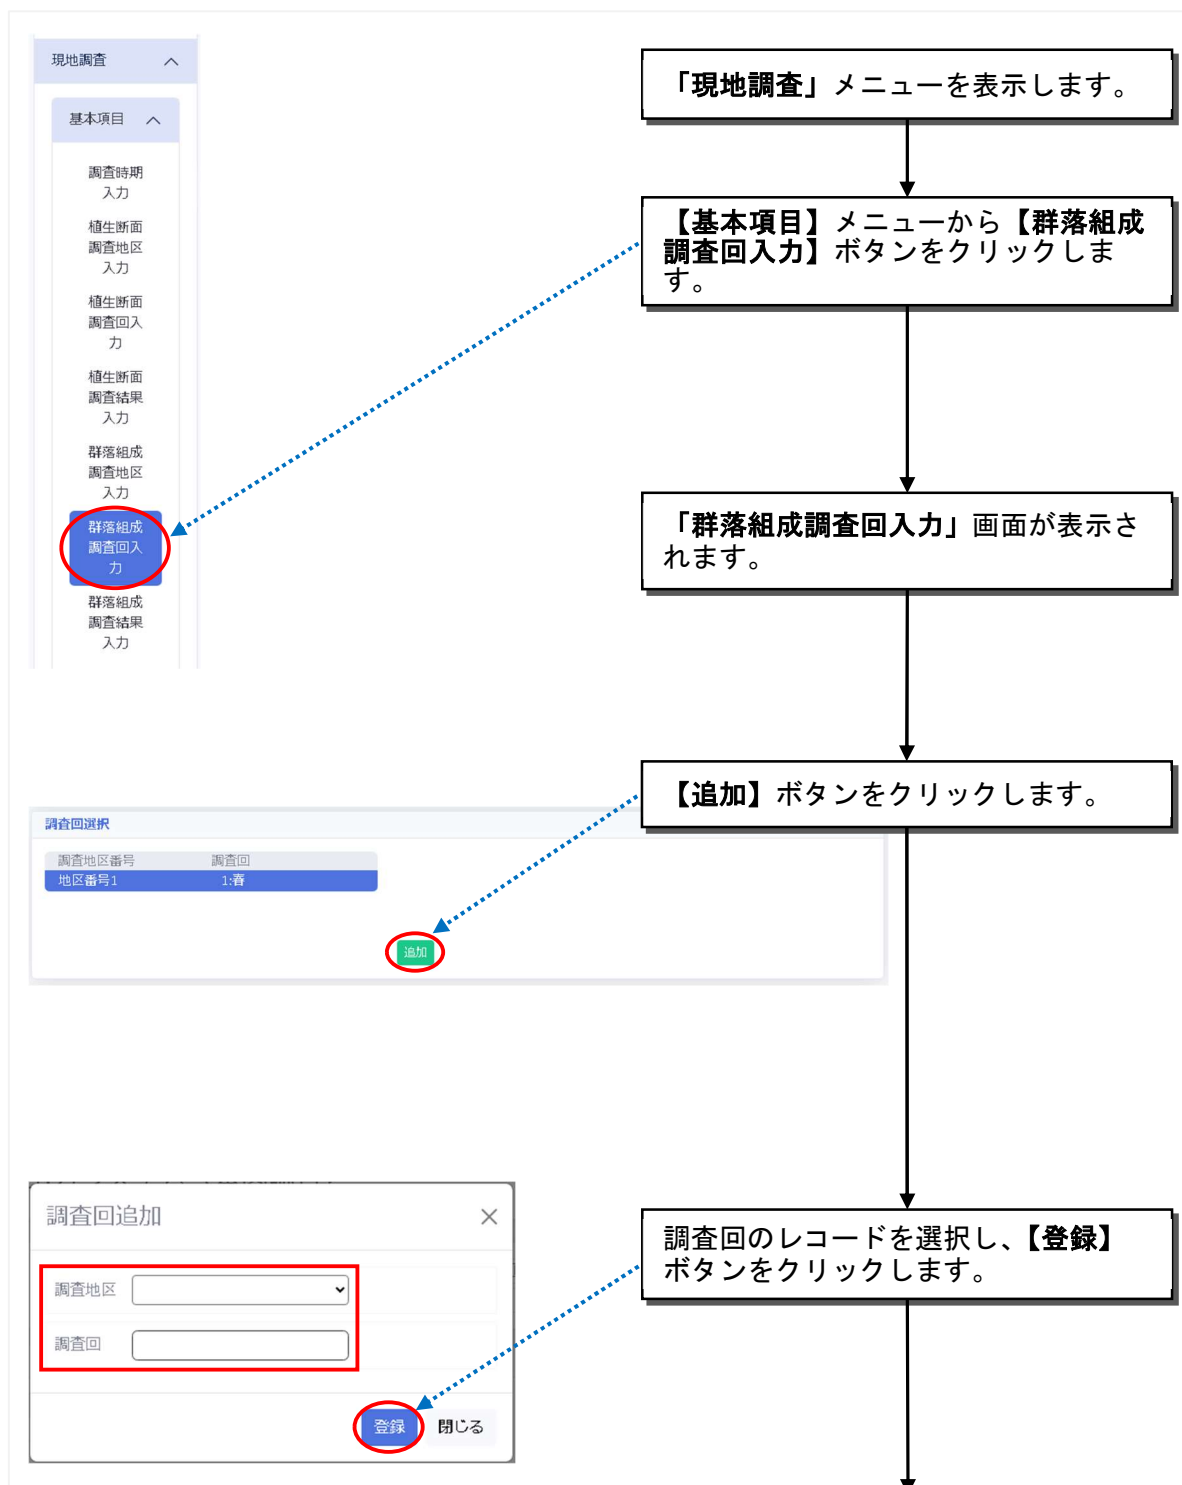 現地調査
基本項目
調査時期
入力
植生断面
調査地区
入力
植生断面
調査回入
力
植生断面
調査結果
入力
群落組成
調査地区
入力
群落組成
調査回入
力
群落組成
調査結果
入力
「現地調査」メニューを表示します。
【基本項目】メニューから【群落組成
調査回入力】ボタンをクリックしま
す。
「群落組成調査回入力」画面が表示さ
れます。
【追加】ボタンをクリックします。
調査回選択
調査地区番号 調査回
地区番号1 1:春
追加
調査回追加
調査地区
調査回
登録 閉じる
調査回のレコードを選択し、【登録】
ボタンをクリックします。